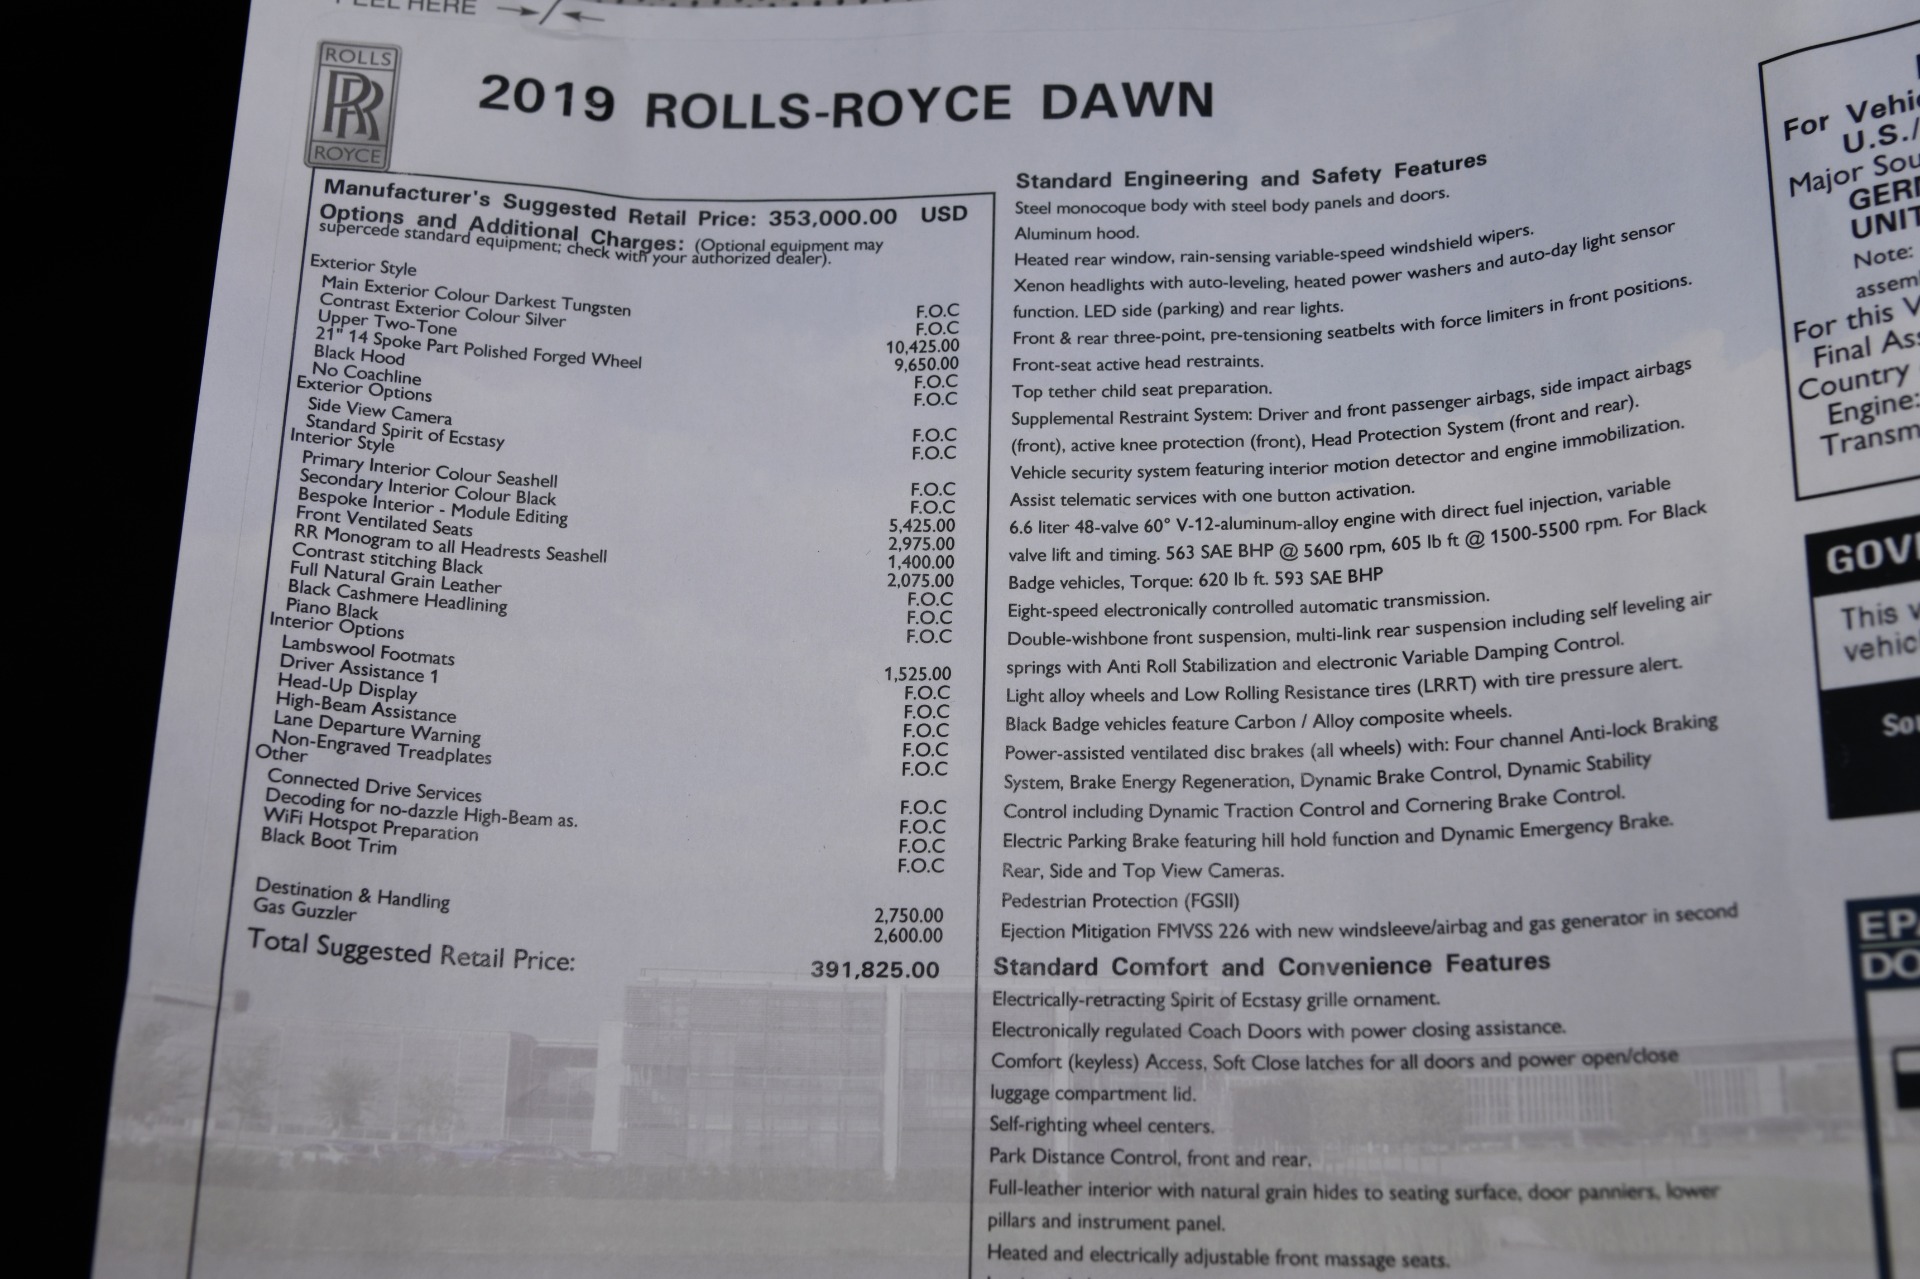 PEEL HERE
ROLLS
RR
ROYCE
2019 ROLLS-ROYCE DAWN
Manufacturer's Suggested Retail Price: 353,000.00 USD
Options and Additional Charges: (Optional equipment may
supercede standard equipment; check with your authorized dealer).
Exterior Style
Main Exterior Colour Darkest Tungsten F.O.C
Contrast Exterior Colour Silver F.O.C
Upper Two-Tone 10,425.00
21" 14 Spoke Part Polished Forged Wheel 9,650.00
Black Hood F.O.C
No Coachline F.O.C
Exterior Options
Side View Camera F.O.C
Standard Spirit of Ecstasy F.O.C
Interior Style
Primary Interior Colour Seashell F.O.C
Secondary Interior Colour Black F.O.C
Bespoke Interior - Module Editing 5,425.00
Front Ventilated Seats 2,975.00
RR Monogram to all Headrests Seashell 1,400.00
Contrast stitching Black 2,075.00
Full Natural Grain Leather F.O.C
Black Cashmere Headlining F.O.C
Piano Black F.O.C
Interior Options
Lambswool Footmats 1,525.00
Driver Assistance 1 F.O.C
Head-Up Display F.O.C
High-Beam Assistance F.O.C
Lane Departure Warning F.O.C
Non-Engraved Treadplates F.O.C
Other
Connected Drive Services F.O.C
Decoding for no-dazzle High-Beam as. F.O.C
WiFi Hotspot Preparation F.O.C
Black Boot Trim F.O.C
Destination & Handling 2,750.00
Gas Guzzler 2,600.00
Total Suggested Retail Price: 391,825.00
Standard Engineering and Safety Features
Steel monocoque body with steel body panels and doors.
Aluminum hood.
Heated rear window, rain-sensing variable-speed windshield wipers.
Xenon headlights with auto-leveling, heated power washers and auto-day light sensor
function. LED side (parking) and rear lights.
Front & rear three-point, pre-tensioning seatbelts with force limiters in front positions.
Front-seat active head restraints.
Top tether child seat preparation.
Supplemental Restraint System: Driver and front passenger airbags, side impact airbags
(front), active knee protection (front), Head Protection System (front and rear).
Vehicle security system featuring interior motion detector and engine immobilization.
Assist telematic services with one button activation.
6.6 liter 48-valve 60° V-12-aluminum-alloy engine with direct fuel injection, variable
valve lift and timing. 563 SAE BHP @ 5600 rpm, 605 lb ft @ 1500-5500 rpm. For Black
Badge vehicles, Torque: 620 lb ft. 593 SAE BHP
Eight-speed electronically controlled automatic transmission.
Double-wishbone front suspension, multi-link rear suspension including self leveling air
springs with Anti Roll Stabilization and electronic Variable Damping Control.
Light alloy wheels and Low Rolling Resistance tires (LRRT) with tire pressure alert.
Black Badge vehicles feature Carbon / Alloy composite wheels.
Power-assisted ventilated disc brakes (all wheels) with: Four channel Anti-lock Braking
System, Brake Energy Regeneration, Dynamic Brake Control, Dynamic Stability
Control including Dynamic Traction Control and Cornering Brake Control.
Electric Parking Brake featuring hill hold function and Dynamic Emergency Brake.
Rear, Side and Top View Cameras.
Pedestrian Protection (FGSII)
Ejection Mitigation FMVSS 226 with new windsleeve/airbag and gas generator in second
Standard Comfort and Convenience Features
Electrically-retracting Spirit of Ecstasy grille ornament.
Electronically regulated Coach Doors with power closing assistance.
Comfort (keyless) Access, Soft Close latches for all doors and power open/close
luggage compartment lid.
Self-righting wheel centers.
Park Distance Control, front and rear.
Full-leather interior with natural grain hides to seating surface, door panniers, lower
pillars and instrument panel.
Heated and electrically adjustable front massage seats.
For Vehi
U.S./
Major Sou
GER
UNIT
Note:
assem
For this V
Final Ass
Country
Engine:
Transm
GOV
This v
vehic
So
EP
DO